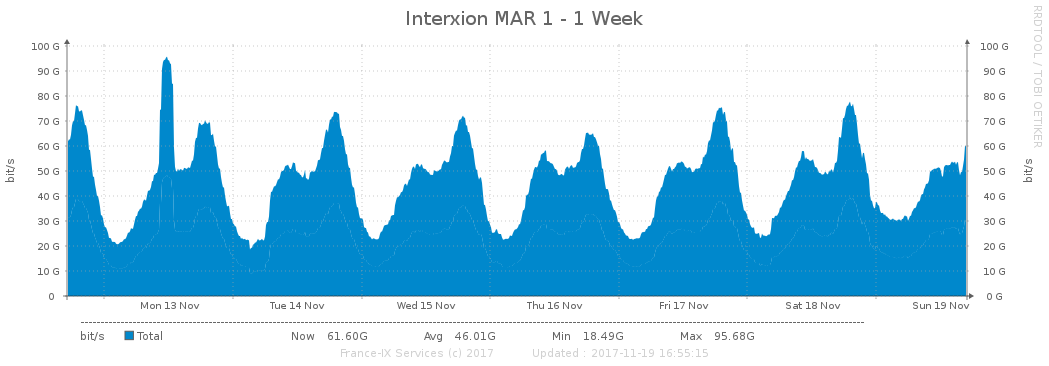 Interxion MAR 1 - 1 Week
RRDTOOL / TOBI OETIKER
bit/s
bit/s
100 G 100 G
90 G 90 G
80 G 80 G
70 G 70 G
60 G 60 G
50 G 50 G
40 G 40 G
30 G 30 G
20 G 20 G
10 G 10 G
0 0 G
Mon 13 Nov Tue 14 Nov Wed 15 Nov Thu 16 Nov Fri 17 Nov Sat 18 Nov Sun 19 Nov
bit/s Total Now 61.60G Avg 46.01G Min 18.49G Max 95.68G
France-IX Services (c) 2017 Updated : 2017-11-19 16:55:15